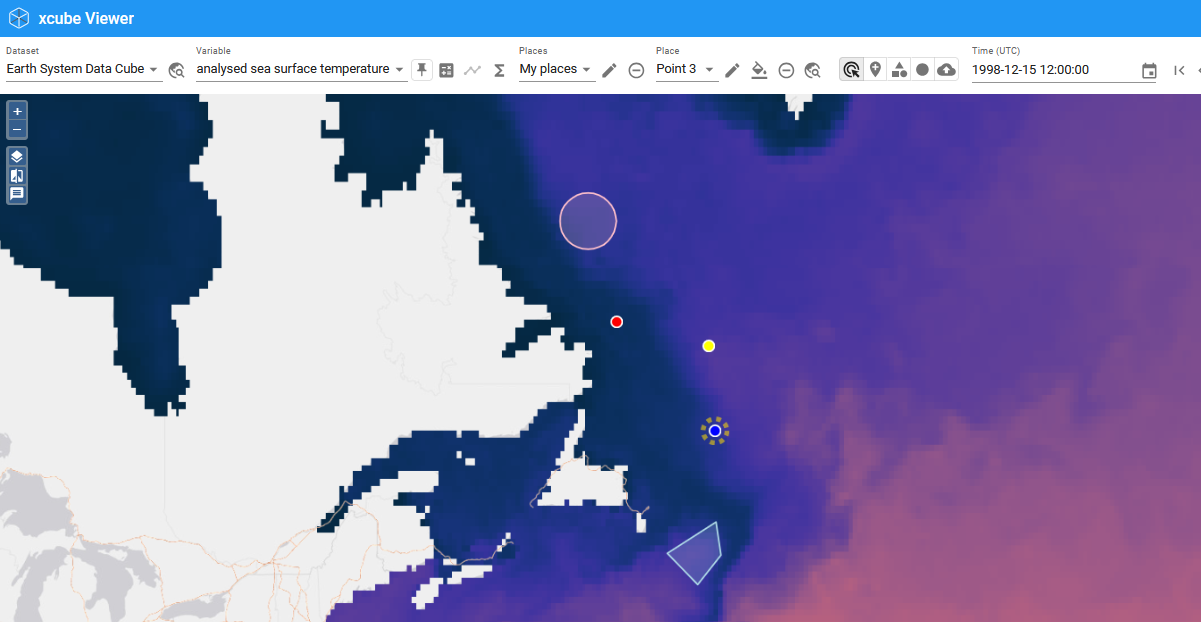 xcube Viewer
Dataset
Earth System Data Cube
Variable
analysed sea surface temperature
Places
My places
Place
Point 3
Time (UTC)
1998-12-15 12:00:00
+
−